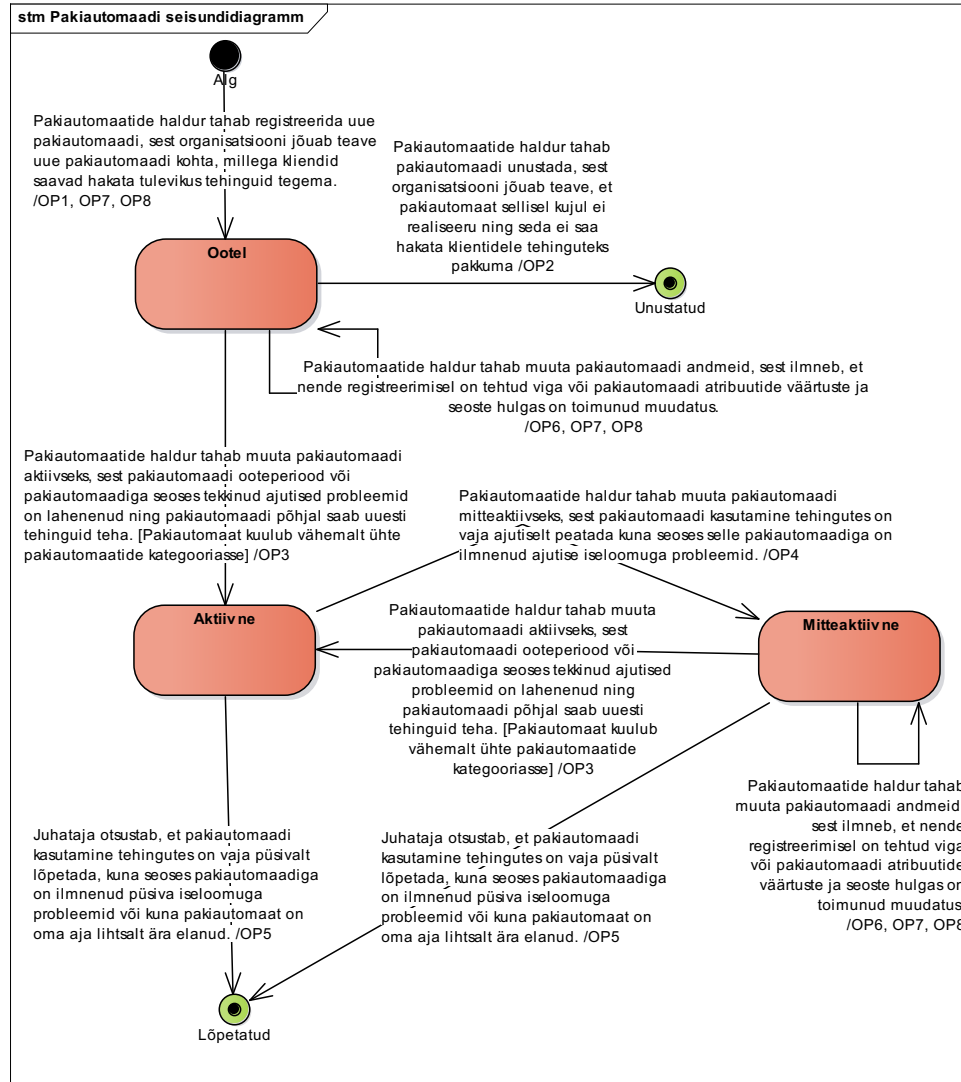 stm Pakiautomaadi seisundidiagramm
Alg
Pakiautomaatide haldur tahab registreerida uue
pakiautomaadi, sest organisatsiooni jõuab teave
uue pakiautomaadi kohta, millega kliendid
saavad hakata tulevikus tehinguid tegema.
/OP1, OP7, OP8
Pakiautomaatide haldur tahab
pakiautomaadi unustada, sest
organisatsiooni jõuab teave, et
pakiautomaat sellisel kujul ei
realiseeru ning seda ei saa
hakata klientidele tehinguteks
pakkuma /OP2
Ootel
Unustatud
Pakiautomaatide haldur tahab muuta pakiautomaadi andmeid, sest ilmneb, et
nende registreerimisel on tehtud viga või pakiautomaadi atribuutide väärtuste ja
seoste hulgas on toimunud muudatus.
/OP6, OP7, OP8
Pakiautomaatide haldur tahab muuta pakiautomaadi
aktiivseks, sest pakiautomaadi ooteperiood või
pakiautomaadiga seoses tekkinud ajutised probleemid
on lahenenud ning pakiautomaadi põhjal saab uuesti
tehinguid teha. [Pakiautomaat kuulub vähemalt ühte
pakiautomaatide kategooriasse] /OP3
Pakiautomaatide haldur tahab muuta pakiautomaadi
mitteaktiivseks, sest pakiautomaadi kasutamine tehingutes on
vaja ajutiselt peatada kuna seoses selle pakiautomaadiga on
ilmnenud ajutise iseloomuga probleemid. /OP4
Aktiivne
Pakiautomaatide haldur tahab muuta
pakiautomaadi aktiivseks, sest
pakiautomaadi ooteperiood või
pakiautomaadiga seoses tekkinud ajutised
probleemid on lahenenud ning
pakiautomaadi põhjal saab uuesti
tehinguid teha. [Pakiautomaat kuulub
vähemalt ühte pakiautomaatide
kategooriasse] /OP3
Mitteaktiivne
Pakiautomaatide haldur tahab
muuta pakiautomaadi andmeid
sest ilmneb, et nende
registreerimisel on tehtud viga
või pakiautomaadi atribuutide
väärtuste ja seoste hulgas on
toimunud muudatus
/OP6, OP7, OP8
Juhataja otsustab, et pakiautomaadi
kasutamine tehingutes on vaja püsivalt
lõpetada, kuna seoses pakiautomaadiga
on ilmnenud püsiva iseloomuga
probleemid või kuna pakiautomaat on
oma aja lihtsalt ära elanud. /OP5
Juhataja otsustab, et pakiautomaadi
kasutamine tehingutes on vaja püsivalt
lõpetada, kuna seoses pakiautomaadiga
on ilmnenud püsiva iseloomuga
probleemid või kuna pakiautomaat on
oma aja lihtsalt ära elanud. /OP5
Lõpetatud